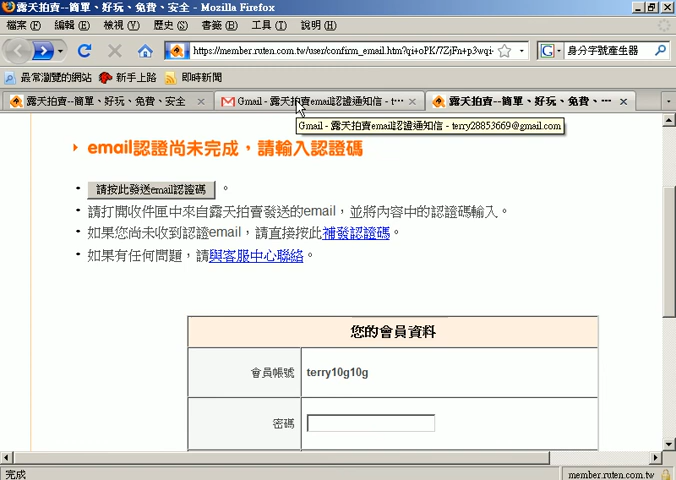 露天拍賣--簡單、好玩、免費、安全 - Mozilla Firefox
檔案(F) 編輯(E) 檢視(V) 歷史(S) 書籤(B) 工具(T) 說明(H)
https://member.ruten.com.tw/user/confirm_email.htm?qi+oPK/7ZjFn+p3wqi- 身分字號產生器
最常瀏覽的網站 新手上路 即時新聞
露天拍賣--簡單、好玩、免費、安全 Gmail - 露天拍賣email認證通知信 - t⋯ 露天拍賣--簡單、好玩、免費、⋯
Gmail - 露天拍賣email認證通知信 - terry28853669@gmail.com
email認證尚未完成，請輸入認證碼
請按此發送email認證碼 。
請打開收件匣中來自露天拍賣發送的email，並將內容中的認證碼輸入。
如果您尚未收到認證email，請直接按此補發認證碼。
如果有任何問題，請與客服中心聯絡。
您的會員資料
會員帳號 terry10g10g
密碼
完成 member.ruten.com.tw